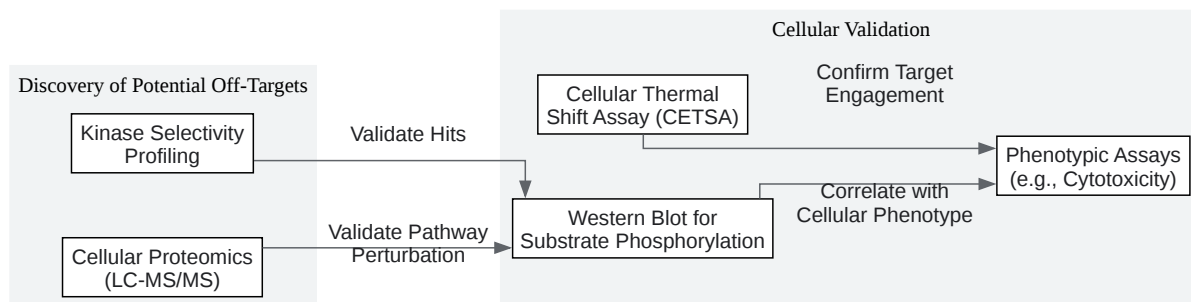 Cellular Validation
Discovery of Potential Off-Targets
Kinase Selectivity
Profiling
Validate Hits
Cellular Proteomics
(LC-MS/MS)
Validate Pathway
Perturbation
Cellular Thermal
Shift Assay (CETSA)
Confirm Target
Engagement
Western Blot for
Substrate Phosphorylation
Correlate with
Cellular Phenotype
Phenotypic Assays
(e.g., Cytotoxicity)